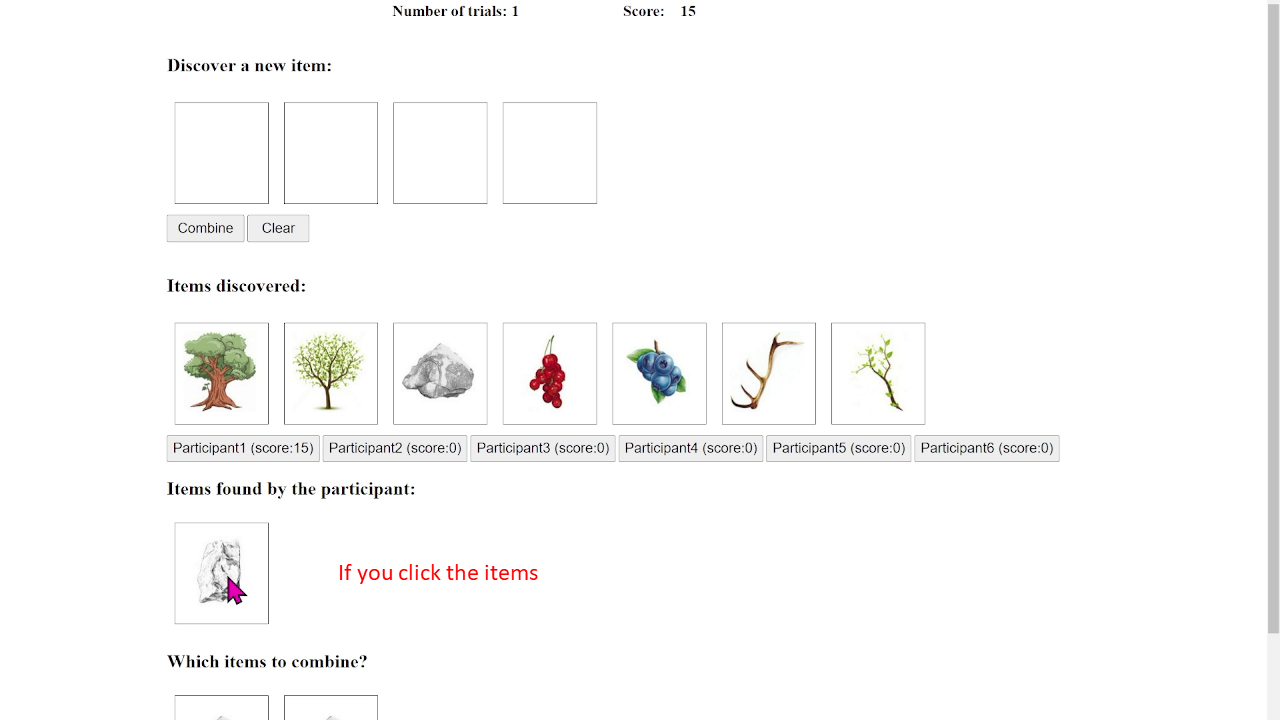 Number of trials: 1 Score: 15
Discover a new item:
Combine Clear
Items discovered:
Participant1 (score:15) Participant2 (score:0) Participant3 (score:0) Participant4 (score:0) Participant5 (score:0) Participant6 (score:0)
Items found by the participant:
If you click the items
Which items to combine?